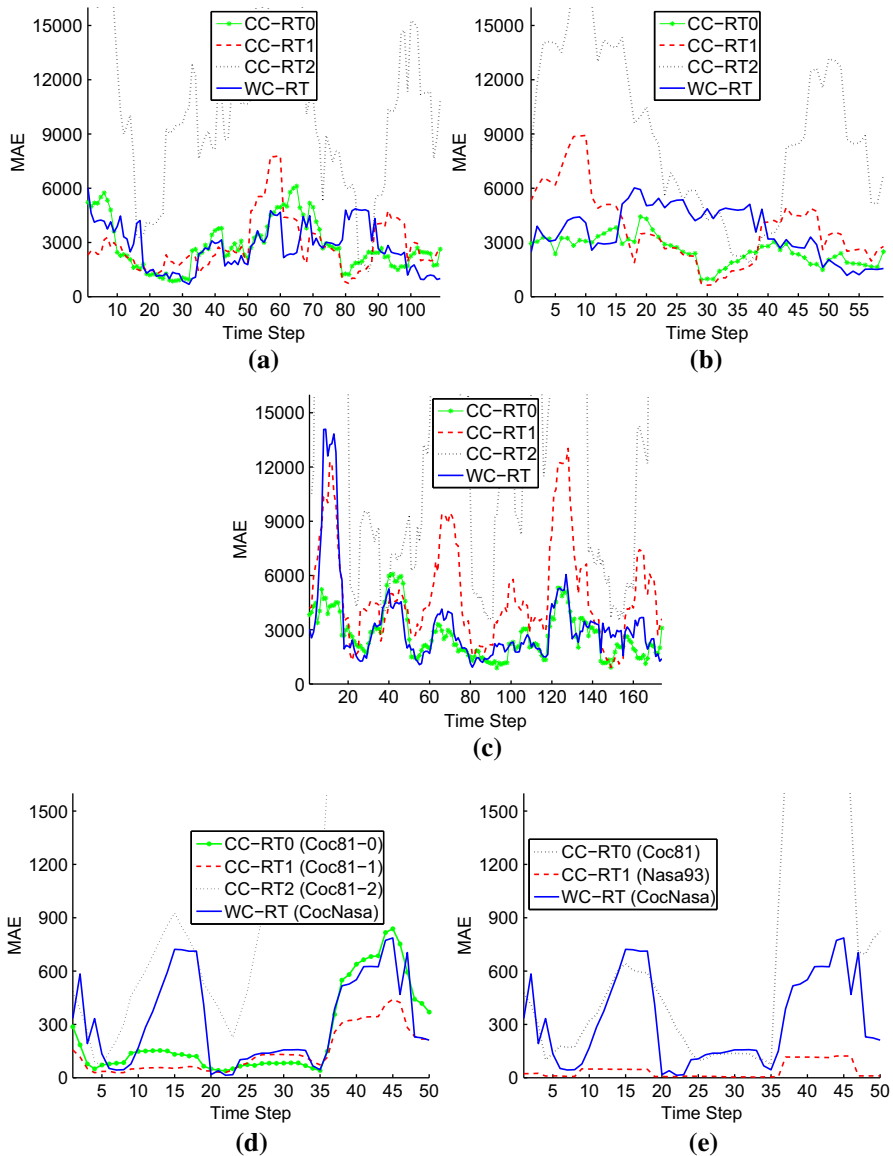 CC-RT0
CC-RT1
CC-RT2
WC-RT
15000
12000
9000
6000
3000
0
MAE
10 20 30 40 50 60 70 80 90 100
Time Step
(a)
CC-RT0
CC-RT1
CC-RT2
WC-RT
15000
12000
9000
6000
3000
0
MAE
5 10 15 20 25 30 35 40 45 50 55
Time Step
(b)
CC-RT0
CC-RT1
CC-RT2
WC-RT
15000
12000
9000
6000
3000
0
MAE
20 40 60 80 100 120 140 160
Time Step
(c)
CC-RT0 (Coc81-0)
CC-RT1 (Coc81-1)
CC-RT2 (Coc81-2)
WC-RT (CocNasa)
1500
1200
900
600
300
0
MAE
5 10 15 20 25 30 35 40 45 50
Time Step
(d)
CC-RT0 (Coc81)
CC-RT1 (Nasa93)
WC-RT (CocNasa)
1500
1200
900
600
300
0
MAE
5 10 15 20 25 30 35 40 45 50
Time Step
(e)